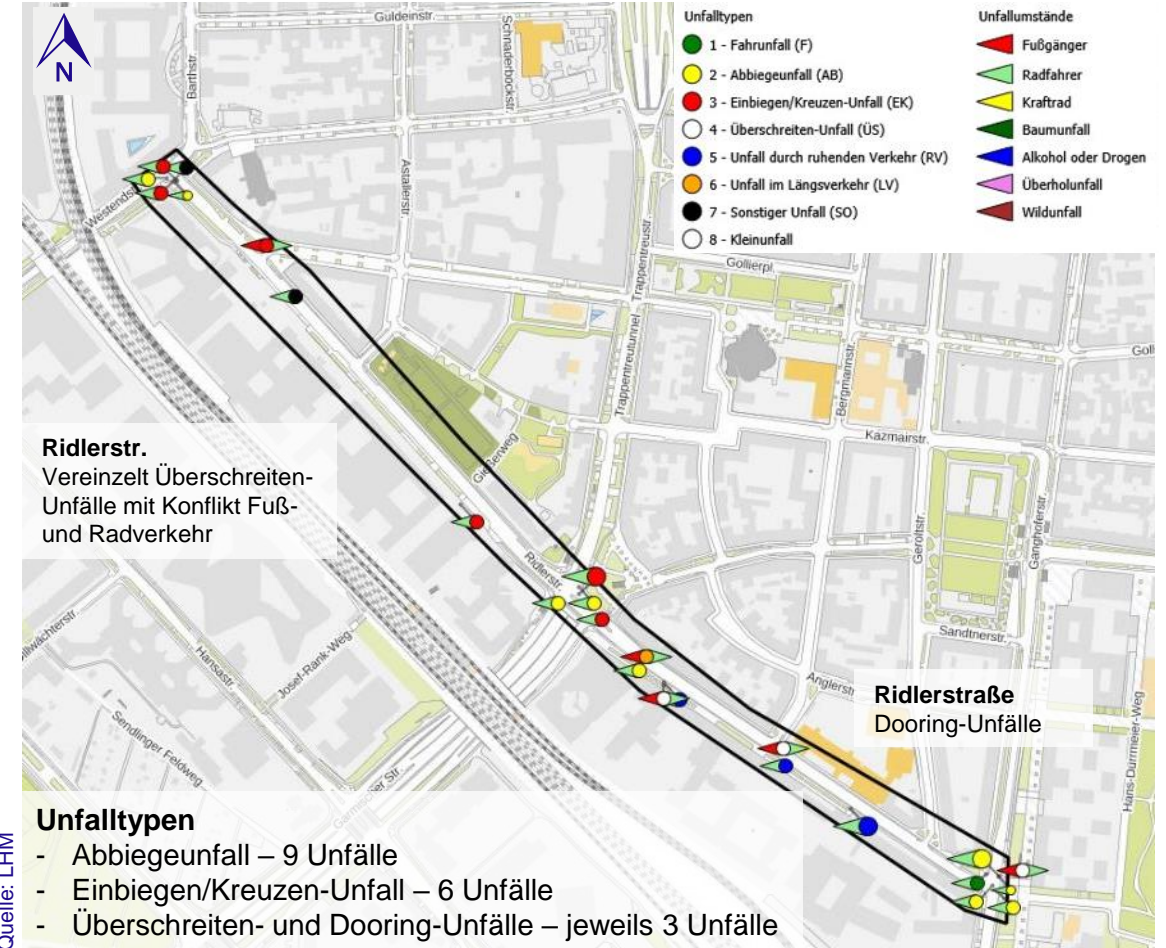 N
Guldeinstr.
Schnaderböckstr.
Barthstr.
Astallerstr.
Westendst
Trappentreustr.
Trappentreutunnel
Gollierpl.
Goll
Bergmannstr.
Kazmairstr.
Geroltstr.
Ganghoferstr.
Sandtnerstr.
Anglerstr
Hans-Dürrmeier-Weg
Gießerweg
Ridlerstr.
Hansastr.
Josef-Rank-Weg
Sendlinger Feldweg
Garmischer Str.
Unfalltypen
1 - Fahrunfall (F)
2 - Abbiegeunfall (AB)
3 - Einbiegen/Kreuzen-Unfall (EK)
4 - Überschreiten-Unfall (ÜS)
5 - Unfall durch ruhenden Verkehr (RV)
6 - Unfall im Längsverkehr (LV)
7 - Sonstiger Unfall (SO)
8 - Kleinunfall
Unfallumstände
Fußgänger
Radfahrer
Kraftrad
Baumunfall
Alkohol oder Drogen
Überholunfall
Wildunfall
Ridlerstr.
Vereinzelt Überschreiten-
Unfälle mit Konflikt Fuß-
und Radverkehr
Ridlerstraße
Dooring-Unfälle
Unfalltypen
- Abbiegeunfall – 9 Unfälle
- Einbiegen/Kreuzen-Unfall – 6 Unfälle
- Überschreiten- und Dooring-Unfälle – jeweils 3 Unfälle
Quelle: LHM